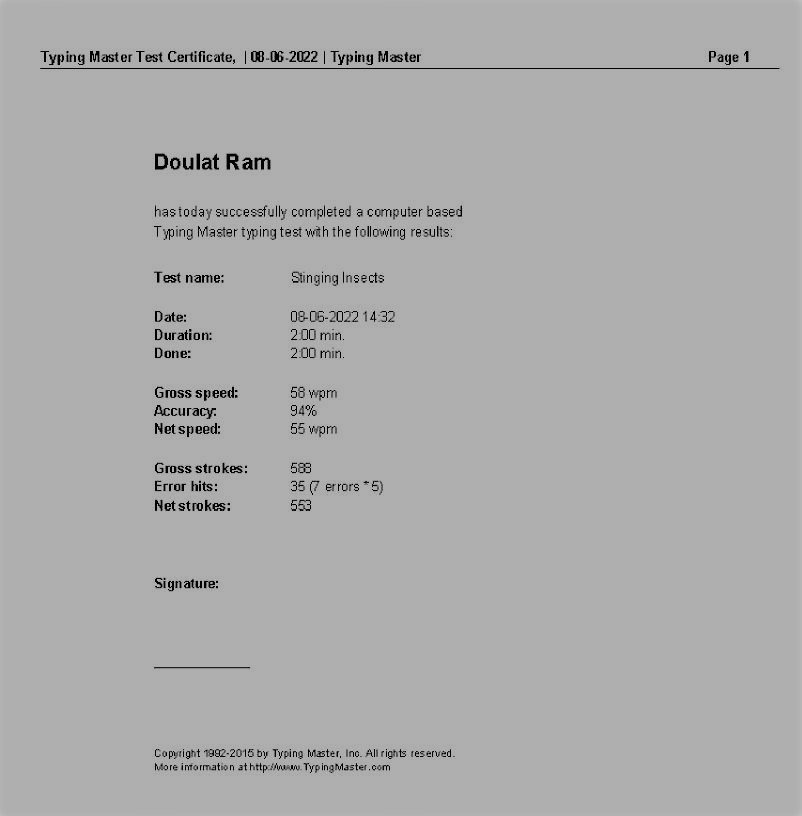 Typing Master Test Certificate, | 08-06-2022 | Typing Master Page 1
Doulat Ram
has today successfully completed a computer based
Typing Master typing test with the following results:
Test name: Stinging Insects
Date: 08-06-2022 14:32
Duration: 2:00 min.
Done: 2:00 min.
Gross speed: 58 wpm
Accuracy: 94%
Net speed: 55 wpm
Gross strokes: 588
Error hits: 35 (7 errors * 5)
Net strokes: 553
Signature:
Copyright 1992-2015 by Typing Master, Inc. All rights reserved.
More information at http://www.TypingMaster.com